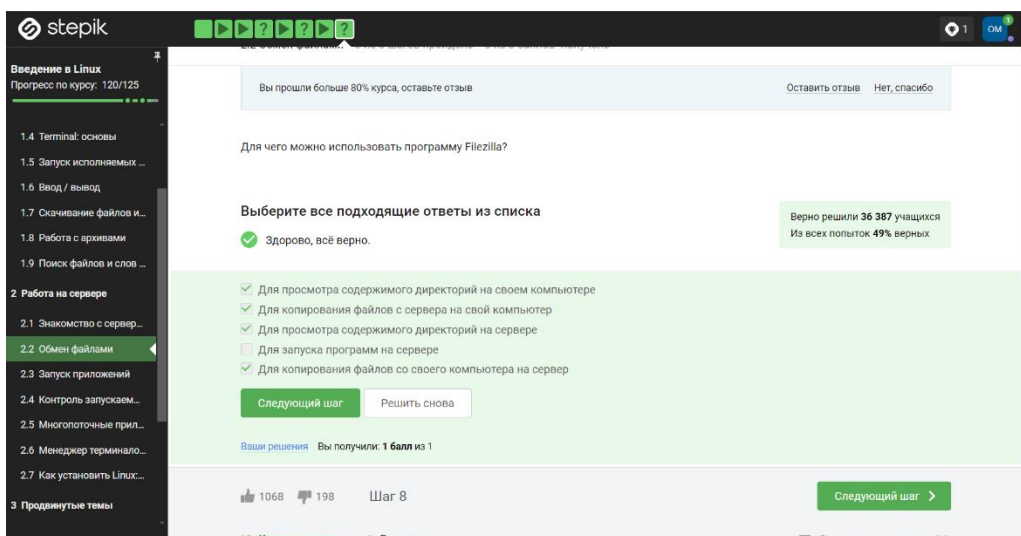 stepik
?
?
?
1
OM
3
Введение в Linux
Прогресс по курсу: 120/125
1.4 Terminal: основы
1.5 Запуск исполняемых ...
1.6 Ввод / вывод
1.7 Скачивание файлов и...
1.8 Работа с архивами
1.9 Поиск файлов и слов ...
2 Работа на сервере
2.1 Знакомство с сервер...
2.2 Обмен файлами
2.3 Запуск приложений
2.4 Контроль запускаем...
2.5 Многопоточные прил...
2.6 Менеджер терминало...
2.7 Как установить Linux:...
3 Продвинутые темы
Вы прошли больше 80% курса, оставьте отзыв
Оставить отзыв Нет, спасибо
Для чего можно использовать программу Filezilla?
Выберите все подходящие ответы из списка
Здорово, всё верно.
Верно решили 36 387 учащихся
Из всех попыток 49% верных
Для просмотра содержимого директорий на своем компьютере
Для копирования файлов с сервера на свой компьютер
Для просмотра содержимого директорий на сервере
Для запуска программ на сервере
Для копирования файлов со своего компьютера на сервер
Следующий шаг Решить снова
Ваши решения Вы получили: 1 балл из 1
1068 198 Шаг 8
Следующий шаг